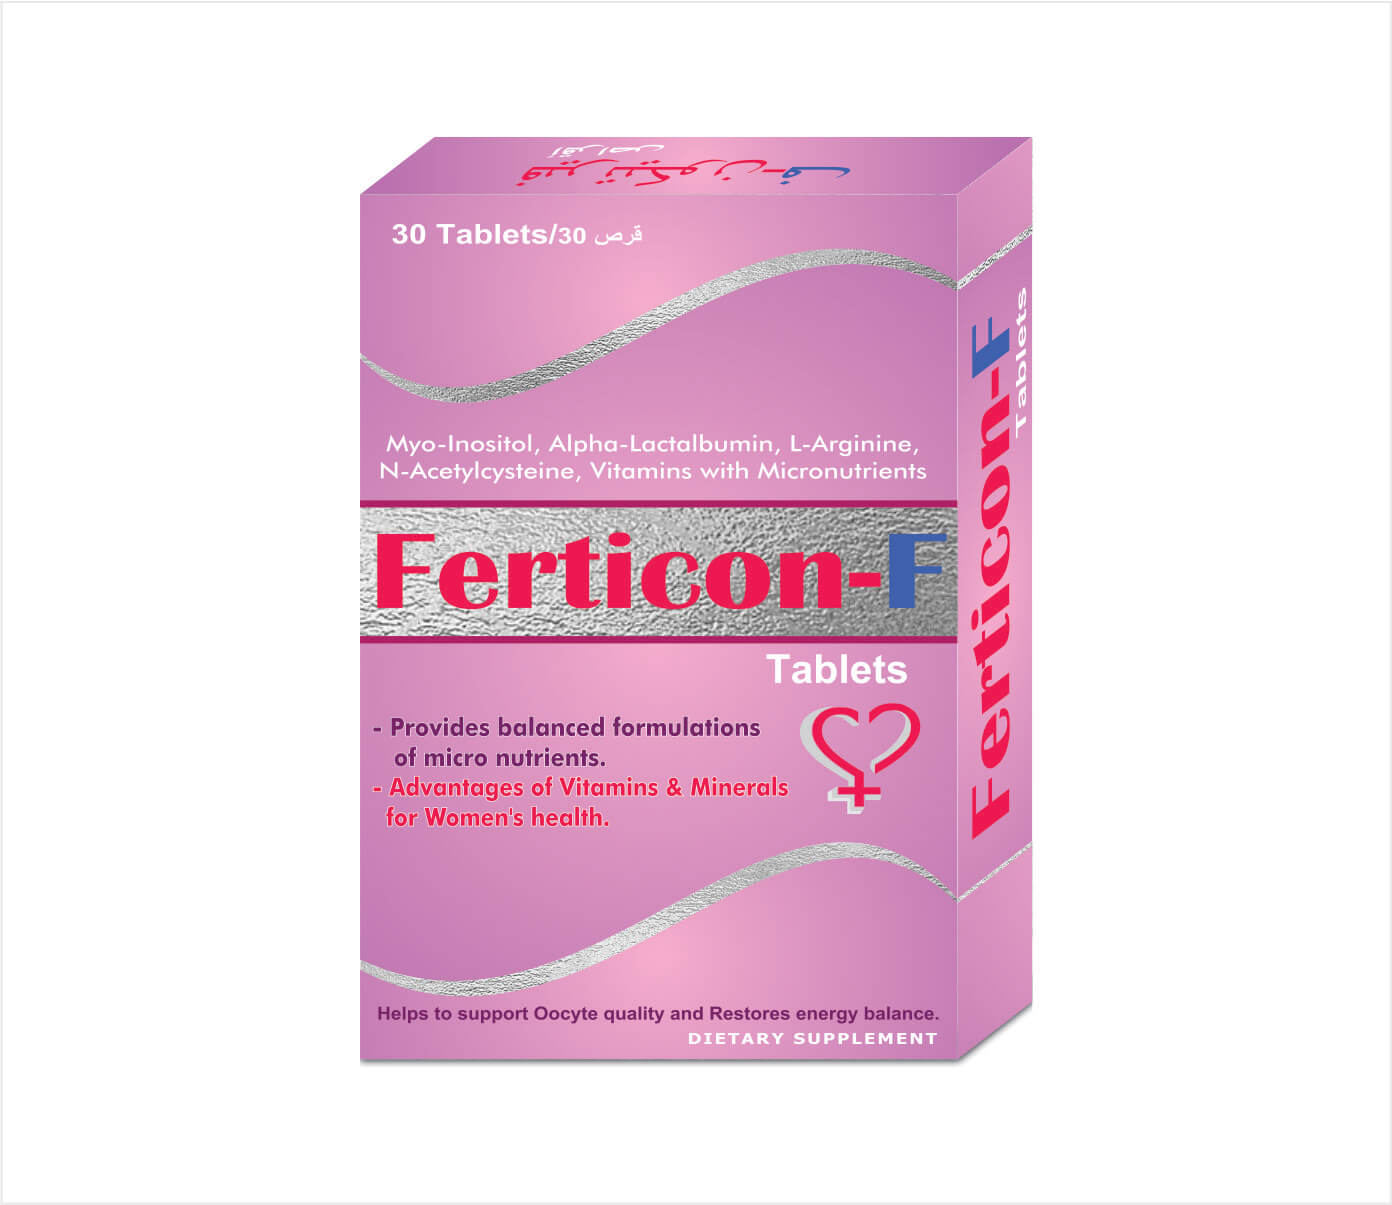 أقراص
فيرتيكون-ف
30 Tablets/30 قرص
Myo-Inositol, Alpha-Lactalbumin, L-Arginine,
N-Acetylcysteine, Vitamins with Micronutrients
Ferticon-F
Tablets
- Provides balanced formulations
of micro nutrients.
- Advantages of Vitamins & Minerals
for Women's health.
Helps to support Oocyte quality and Restores energy balance.
DIETARY SUPPLEMENT
Ferticon-F
Tablets